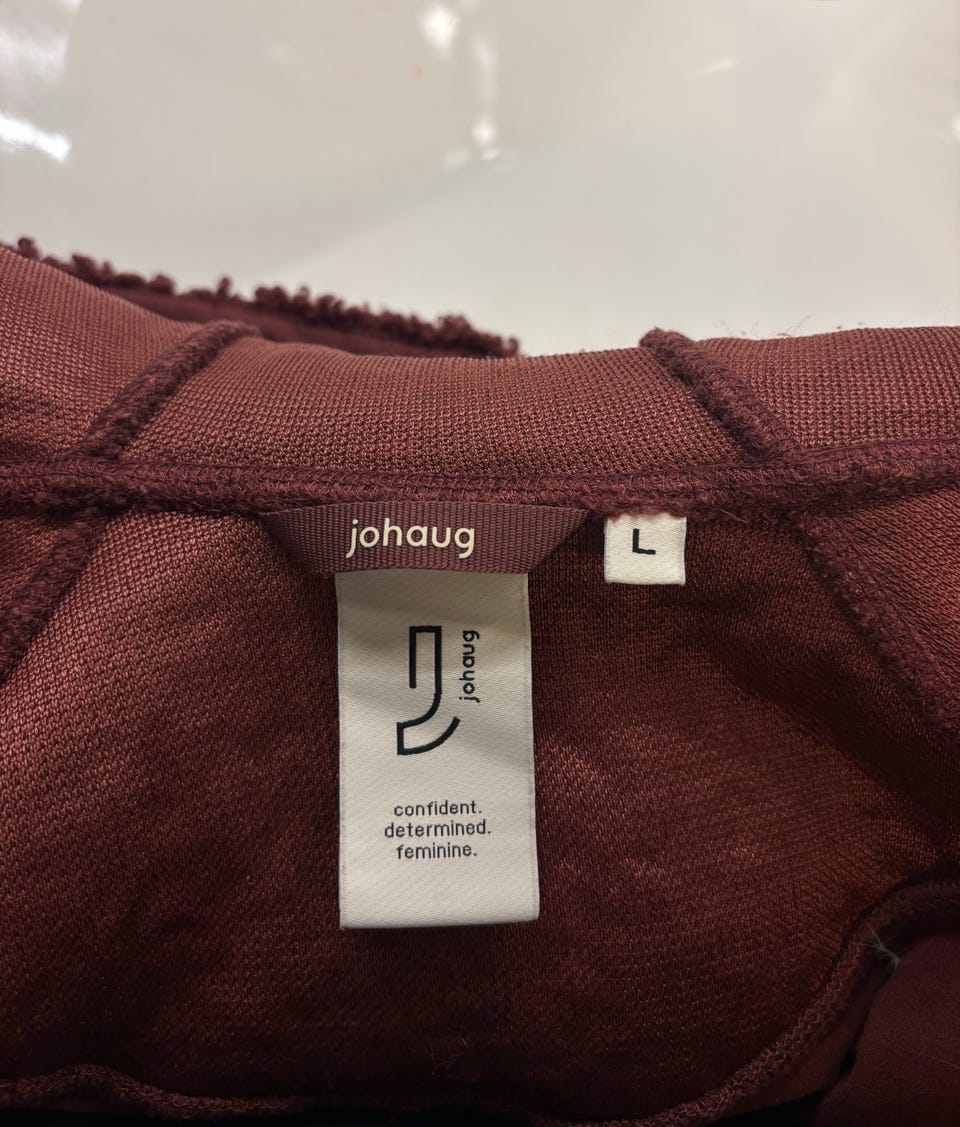 johaug
L
johaug
confident.
determined.
feminine.